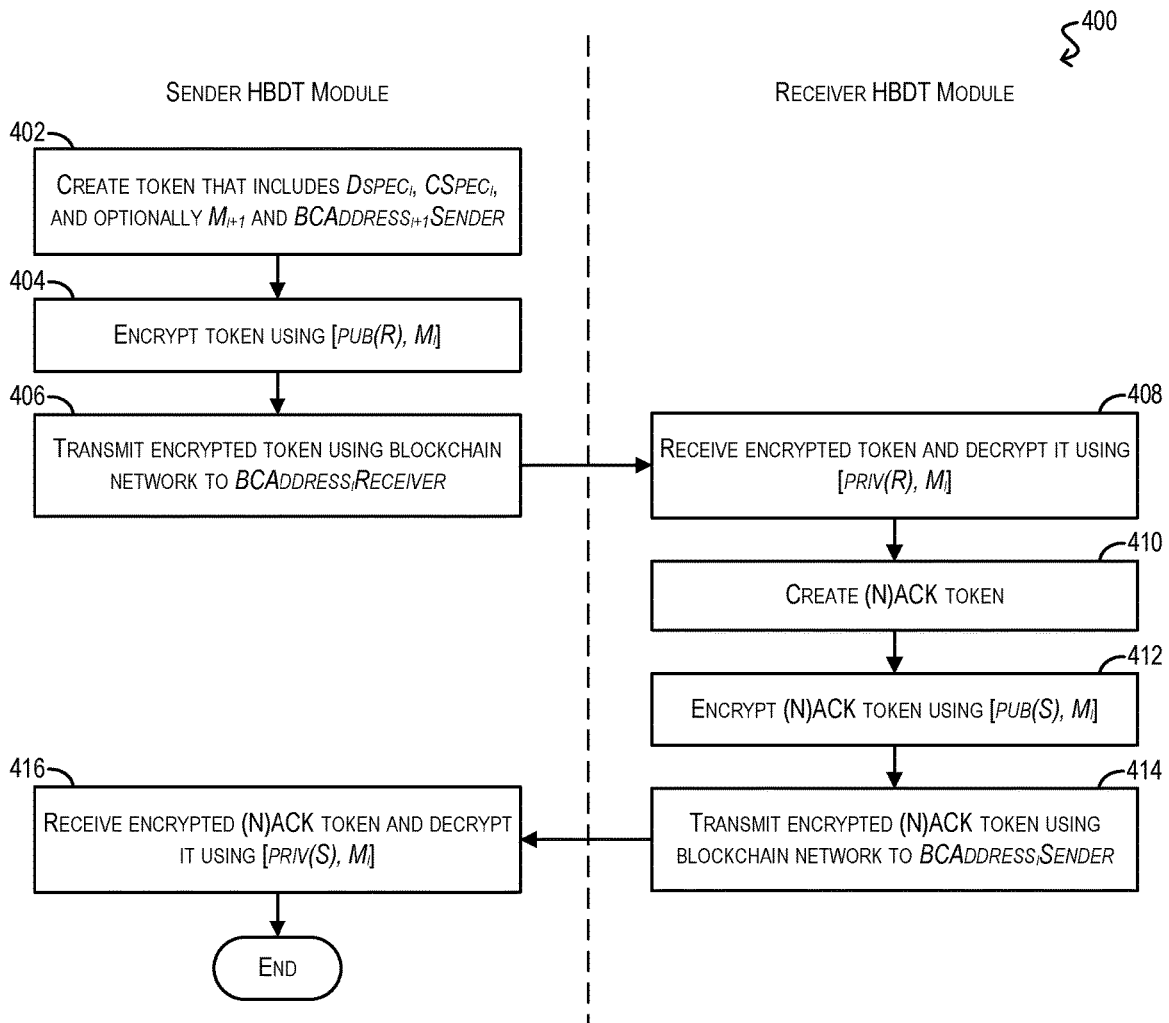 400
SENDER HBDT MODULE
RECEIVER HBDT MODULE
402
CREATE TOKEN THAT INCLUDES DSPECᵢ, CSPECᵢ,
AND OPTIONALLY Mᵢ₊₁ AND BCADDRESSᵢ₊₁SENDER
404
ENCRYPT TOKEN USING [PUB(R), Mᵢ]
406
TRANSMIT ENCRYPTED TOKEN USING BLOCKCHAIN
NETWORK TO BCADDRESSᵢRECEIVER
408
RECEIVE ENCRYPTED TOKEN AND DECRYPT IT USING
[PRIV(R), Mᵢ]
410
CREATE (N)ACK TOKEN
412
ENCRYPT (N)ACK TOKEN USING [PUB(S), Mᵢ]
414
TRANSMIT ENCRYPTED (N)ACK TOKEN USING
BLOCKCHAIN NETWORK TO BCADDRESSᵢSENDER
416
RECEIVE ENCRYPTED (N)ACK TOKEN AND DECRYPT
IT USING [PRIV(S), Mᵢ]
END